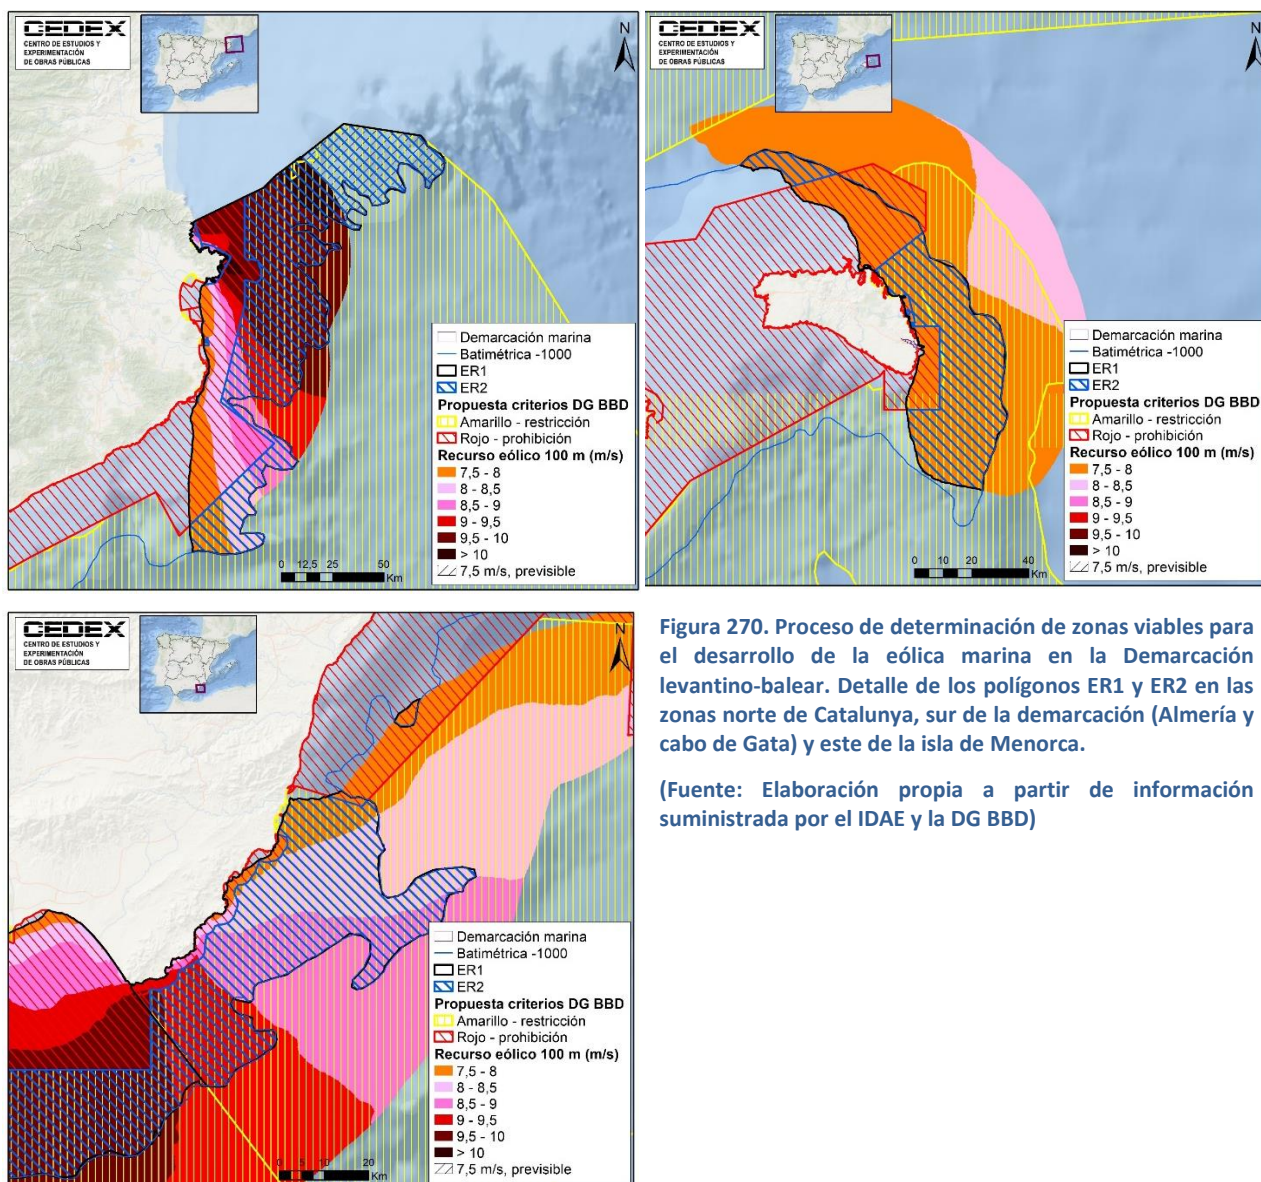 CEDEX
CENTRO DE ESTUDIOS Y
EXPERIMENTACIÓN
DE OBRAS PÚBLICAS
N
Demarcación marina
Batimétrica -1000
ER1
ER2
Propuesta criterios DG BBD
Amarillo - restricción
Rojo - prohibición
Recurso eólico 100 m (m/s)
7,5 - 8
8 - 8,5
8,5 - 9
9 - 9,5
9,5 - 10
> 10
7,5 m/s, previsible
0 12,5 25 50
Km
CEDEX
CENTRO DE ESTUDIOS Y
EXPERIMENTACIÓN
DE OBRAS PÚBLICAS
N
Demarcación marina
Batimétrica -1000
ER1
ER2
Propuesta criterios DG BBD
Amarillo - restricción
Rojo - prohibición
Recurso eólico 100 m (m/s)
7,5 - 8
8 - 8,5
8,5 - 9
9 - 9,5
9,5 - 10
> 10
7,5 m/s, previsible
0 10 20 40
Km
CEDEX
CENTRO DE ESTUDIOS Y
EXPERIMENTACIÓN
DE OBRAS PÚBLICAS
N
Demarcación marina
Batimétrica -1000
ER1
ER2
Propuesta criterios DG BBD
Amarillo - restricción
Rojo - prohibición
Recurso eólico 100 m (m/s)
7,5 - 8
8 - 8,5
8,5 - 9
9 - 9,5
9,5 - 10
> 10
7,5 m/s, previsible
0 5 10 20
Km
Figura 270. Proceso de determinación de zonas viables para
el desarrollo de la eólica marina en la Demarcación
levantino-balear. Detalle de los polígonos ER1 y ER2 en las
zonas norte de Catalunya, sur de la demarcación (Almería y
cabo de Gata) y este de la isla de Menorca.
(Fuente: Elaboración propia a partir de información
suministrada por el IDAE y la DG BBD)